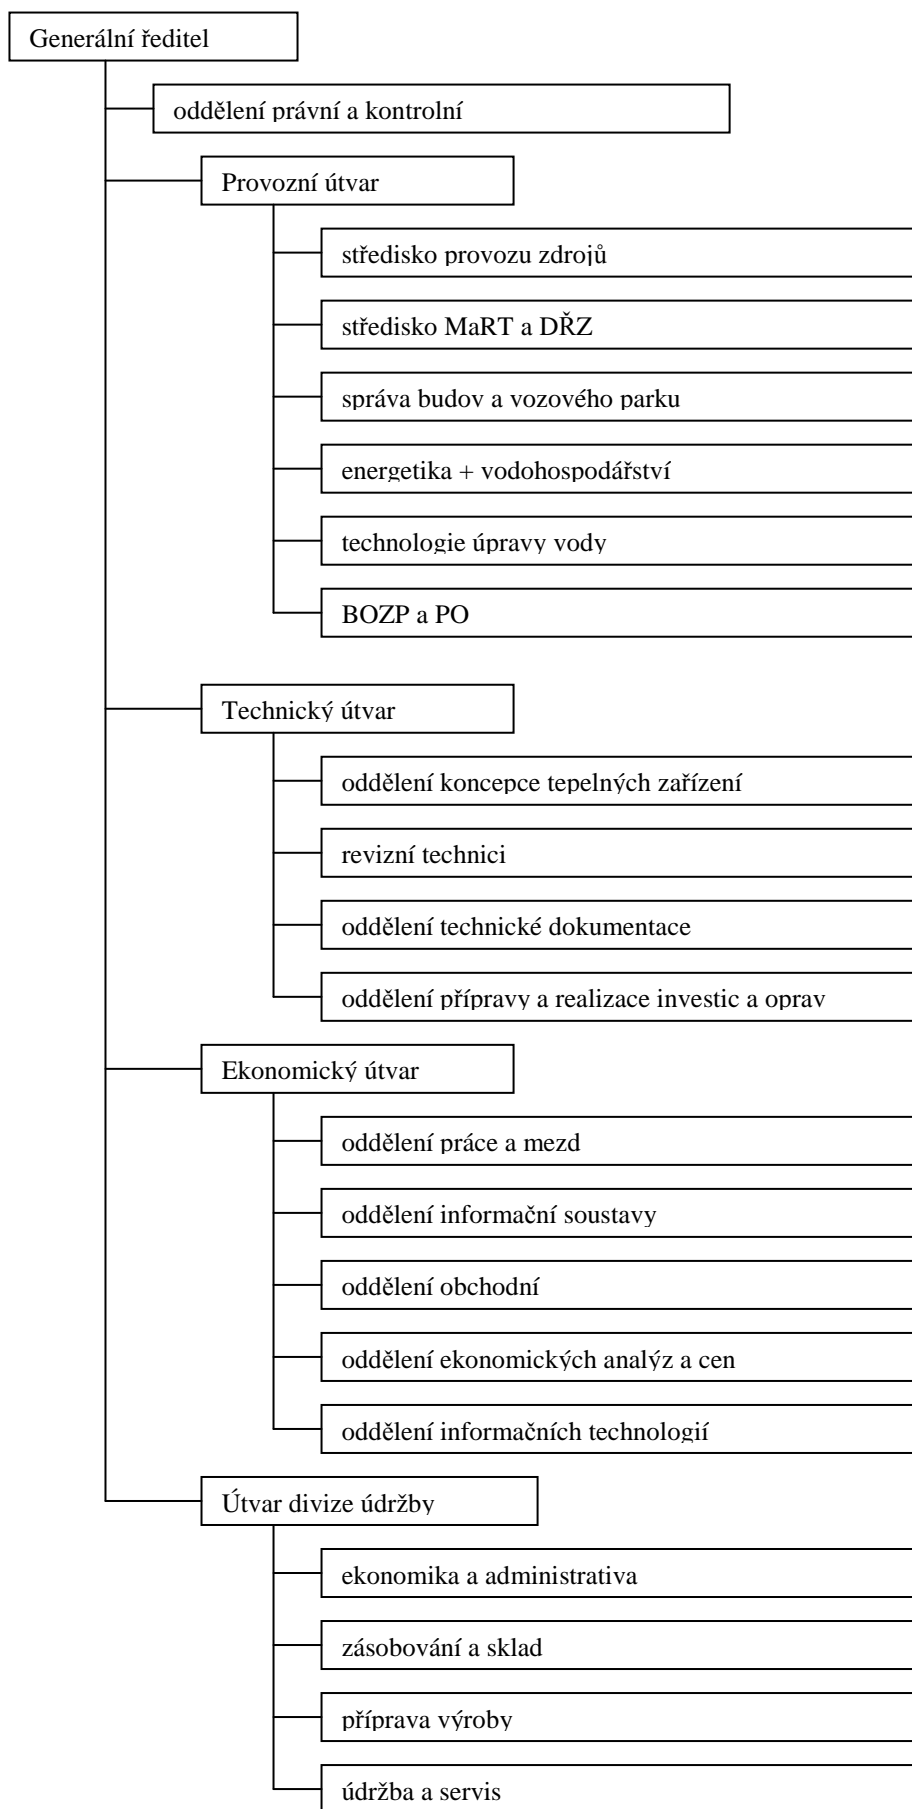 Generální ředitel
oddělení právní a kontrolní
Provozní útvar
středisko provozu zdrojů
středisko MaRT a DŘZ
správa budov a vozového parku
energetika + vodohospodářství
technologie úpravy vody
BOZP a PO
Technický útvar
oddělení koncepce tepelných zařízení
revizní technici
oddělení technické dokumentace
oddělení přípravy a realizace investic a oprav
Ekonomický útvar
oddělení práce a mezd
oddělení informační soustavy
oddělení obchodní
oddělení ekonomických analýz a cen
oddělení informačních technologií
Útvar divize údržby
ekonomika a administrativa
zásobování a sklad
příprava výroby
údržba a servis